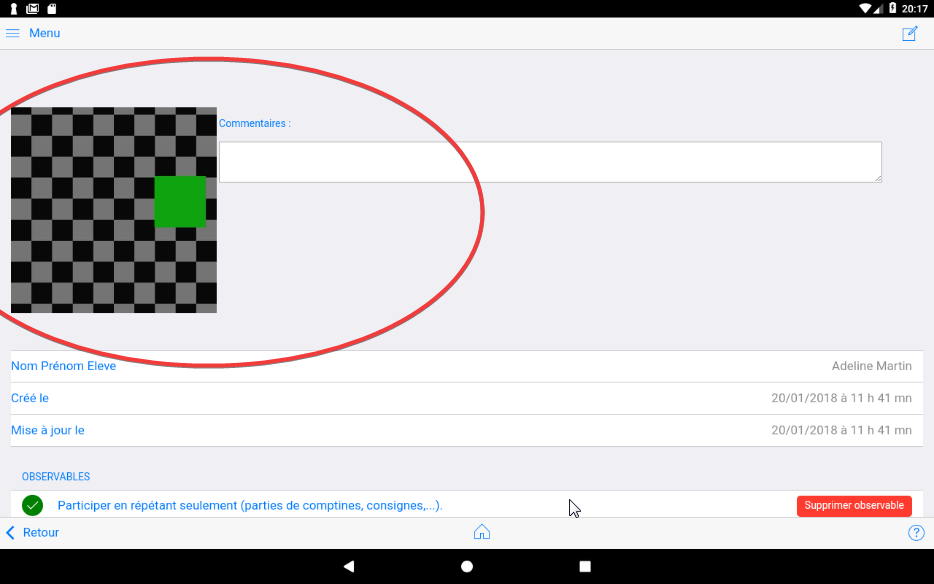 20:17
Menu
Commentaires :
Nom Prénom Eleve
Adeline Martin
Créé le
20/01/2018 à 11 h 41 mn
Mise à jour le
20/01/2018 à 11 h 41 mn
OBSERVABLES
Participer en répétant seulement (parties de comptines, consignes,...).
Supprimer observable
Retour
?